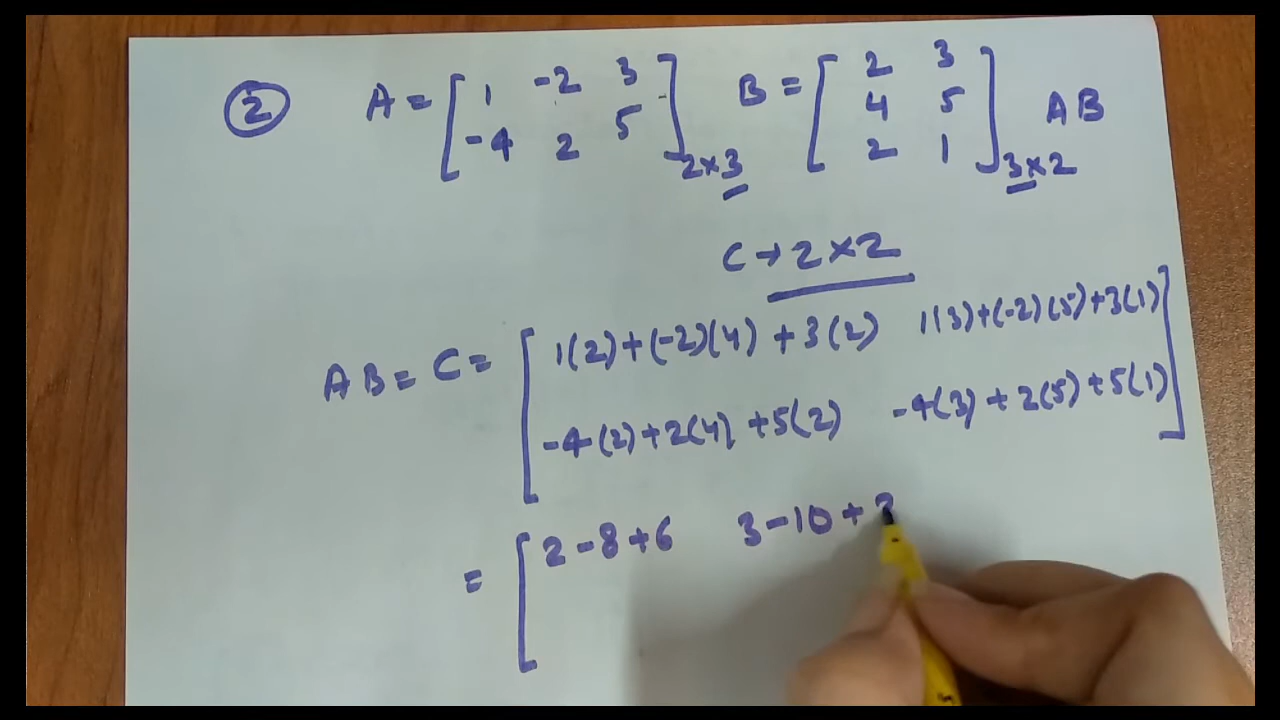 ② A = [ 1 -2 3 ] B = [ 2 3 ] AB
-4 2 5 4 5
2×3 2 1 3×2
C → 2×2
AB = C = [ 1(2)+(-2)(4)+3(2) 1(3)+(-2)(5)+3(1) ]
-4(2)+2(4)+5(2) -4(3)+2(5)+5(1)
= [ 2-8+6 3-10+